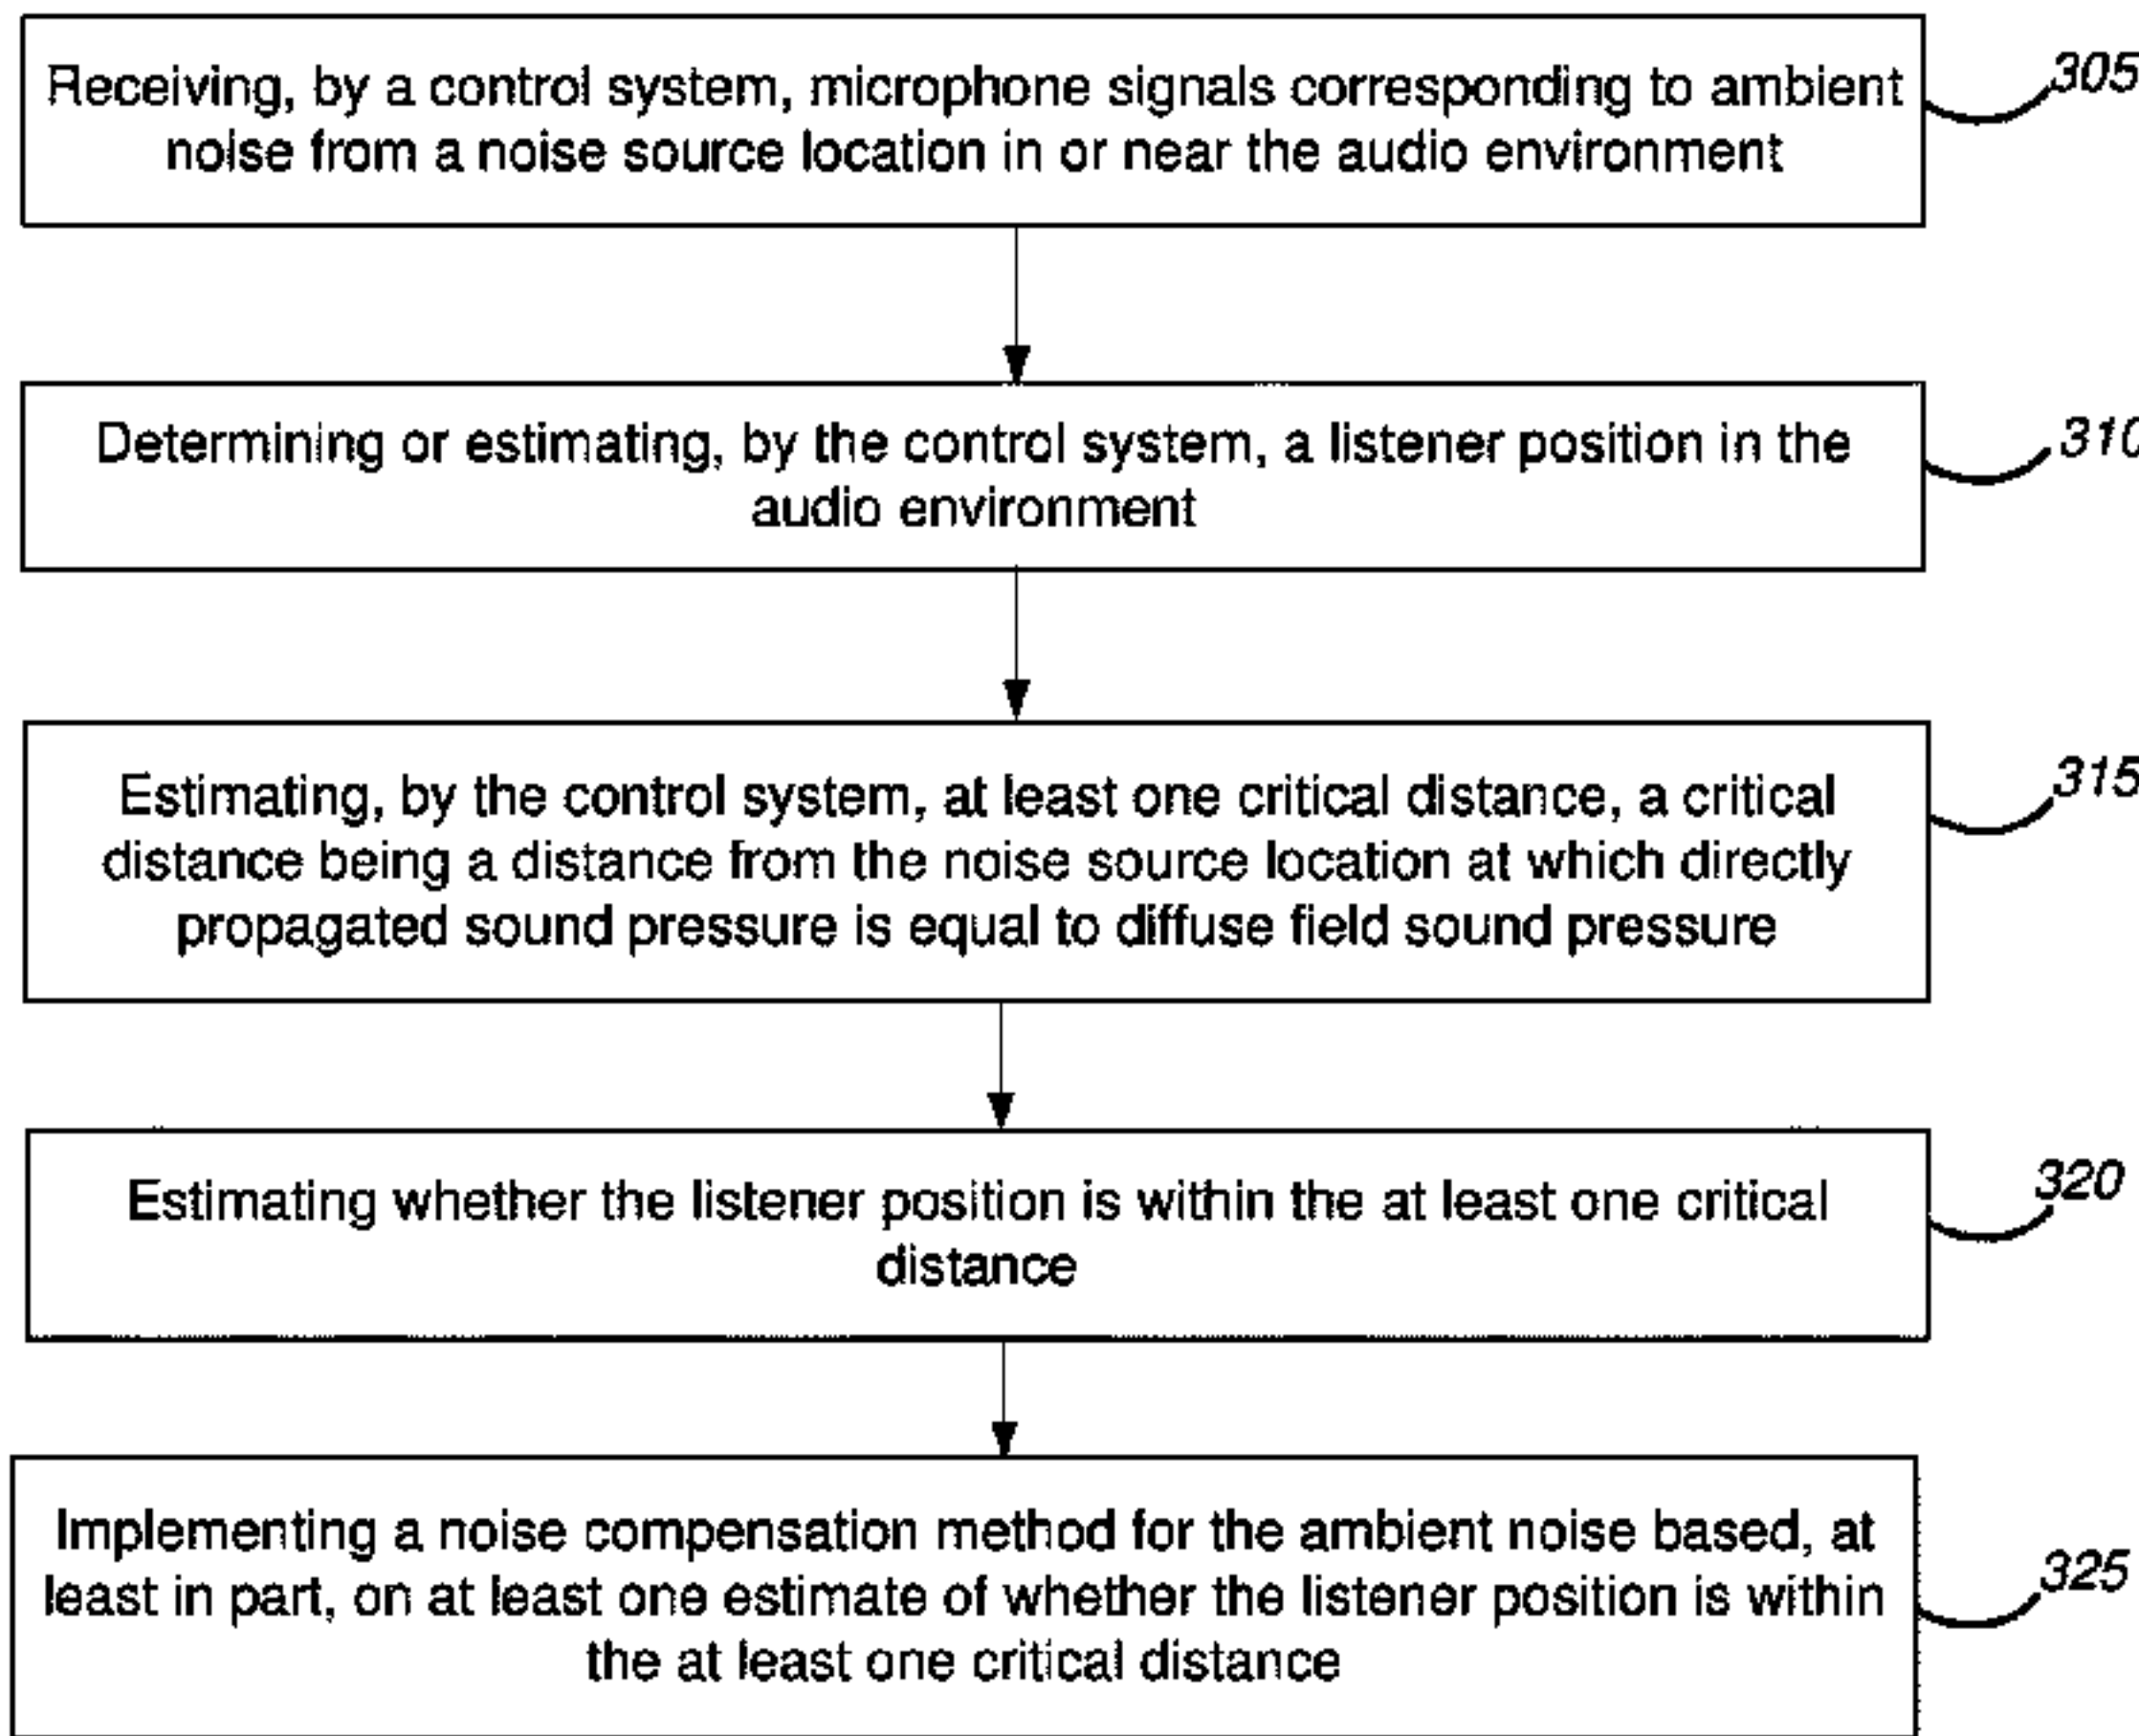 Receiving, by a control system, microphone signals corresponding to ambient
noise from a noise source location in or near the audio environment
305
Determining or estimating, by the control system, a listener position in the
audio environment
310
Estimating, by the control system, at least one critical distance, a critical
distance being a distance from the noise source location at which directly
propagated sound pressure is equal to diffuse field sound pressure
315
Estimating whether the listener position is within the at least one critical
distance
320
Implementing a noise compensation method for the ambient noise based, at
least in part, on at least one estimate of whether the listener position is within
the at least one critical distance
325